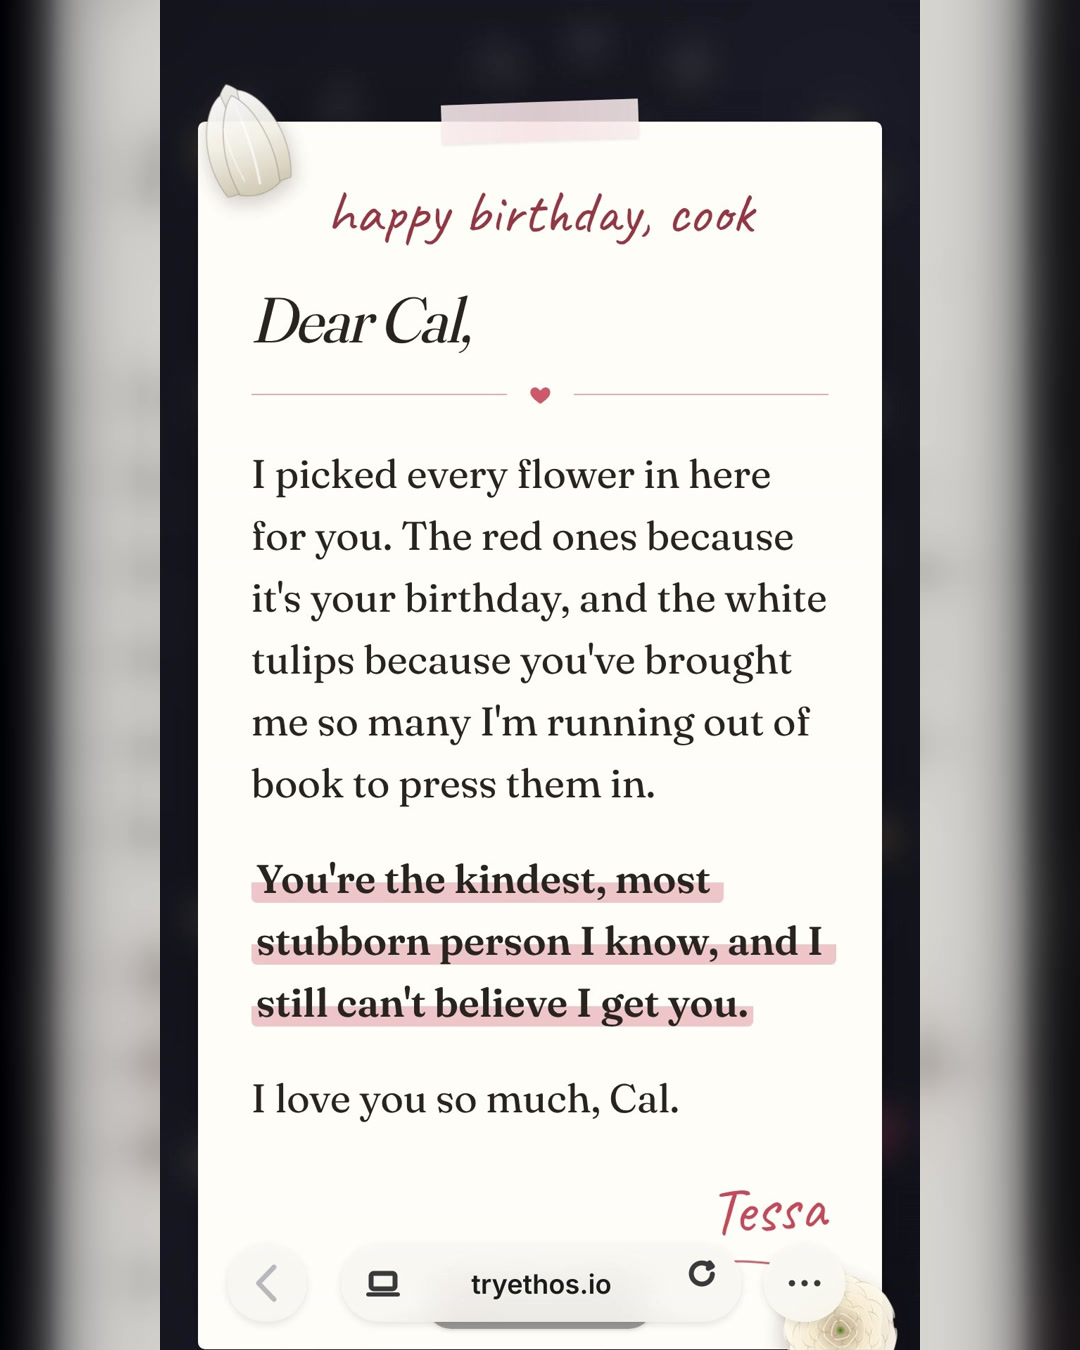 happy birthday, cook
Dear Cal,
I picked every flower in here
for you. The red ones because
it's your birthday, and the white
tulips because you've brought
me so many I'm running out of
book to press them in.
You're the kindest, most
stubborn person I know, and I
still can't believe I get you.
I love you so much, Cal.
Tessa
tryethos.io